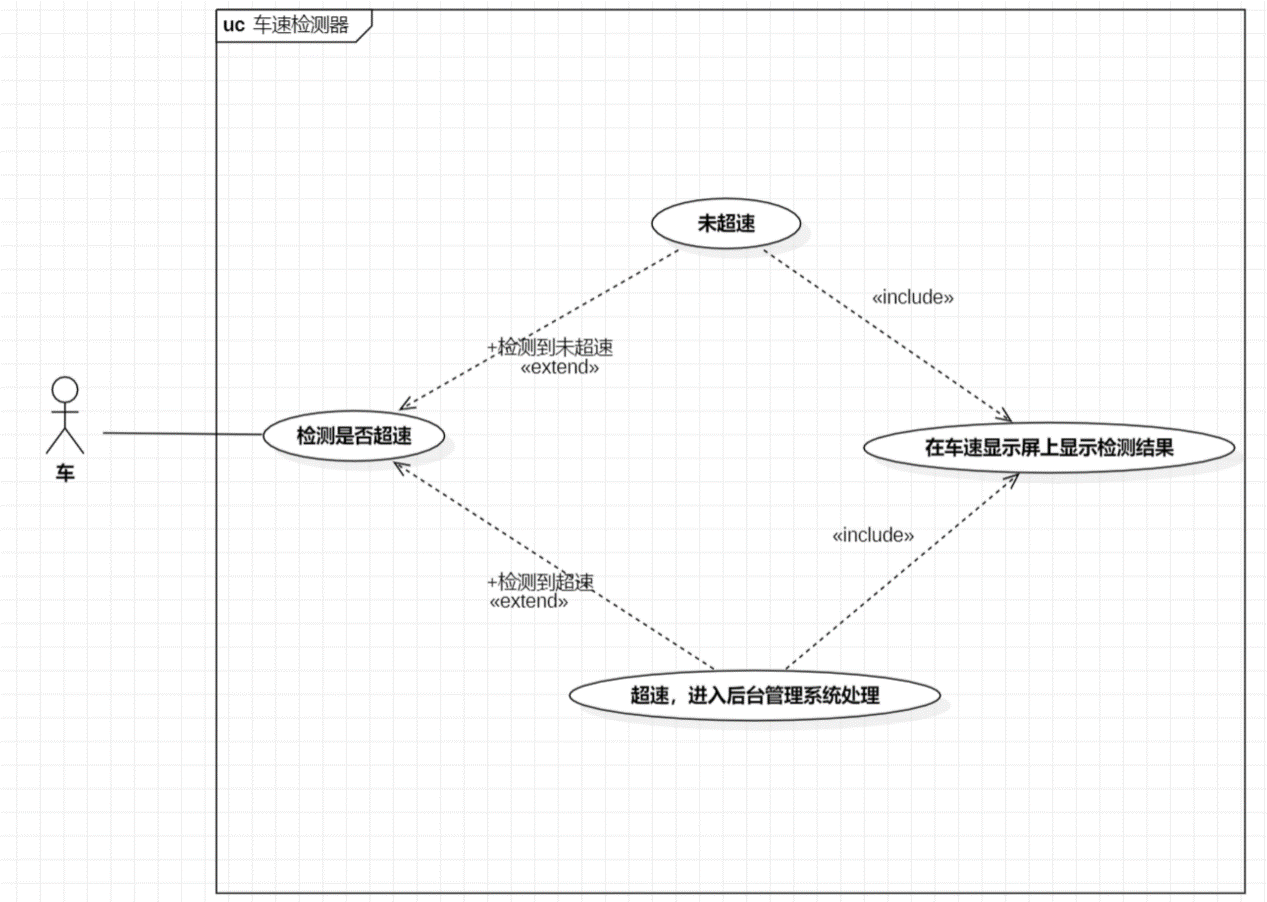 uc 车速检测器
未超速
«include»
+检测到未超速
«extend»
车
检测是否超速
在车速显示屏上显示检测结果
«include»
+检测到超速
«extend»
超速，进入后台管理系统处理